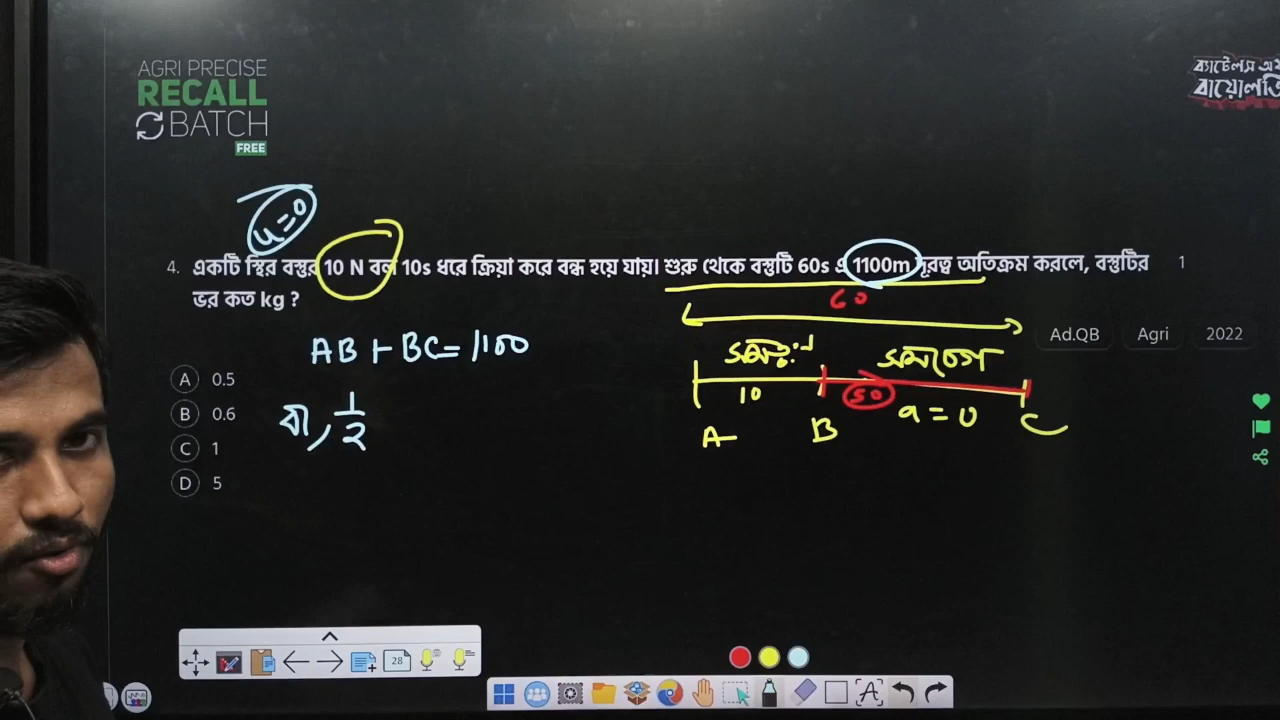 AGRI PRECISE
RECALL
BATCH
FREE
u=0
4. একটি স্থির বস্তুর 10 N বল 10s ধরে ক্রিয়া করে বন্ধ হয়ে যায়। শুরু থেকে বস্তুটি 60s এ 1100m দূরত্ব অতিক্রম করলে, বস্তুটির 1
ভর কত kg ?
60
Ad.QB Agri 2022
AB + BC = 1100
সমবেগ
A 0.5
10 50 a = 0
A B C
B 0.6
বা, 1/2
C 1
D 5
28